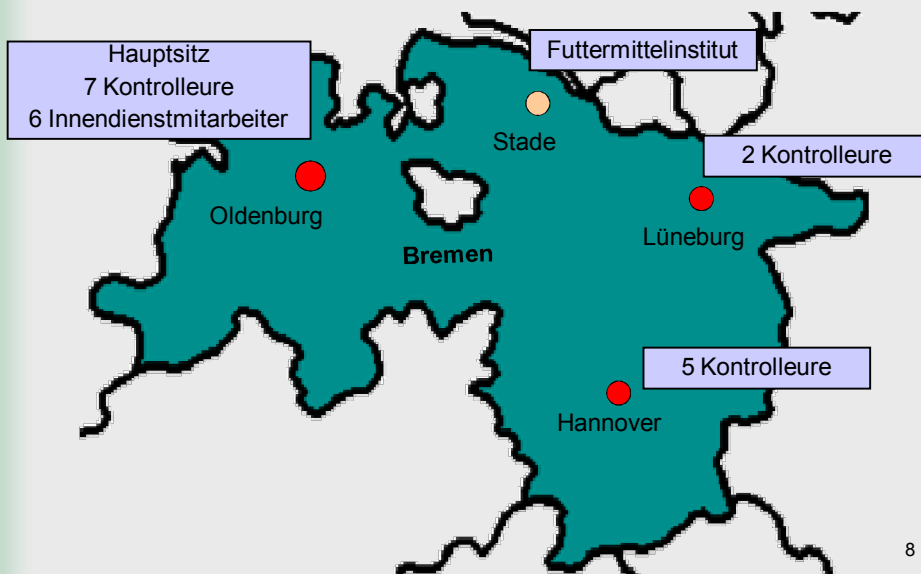 Hauptsitz
7 Kontrolleure
6 Innendienstmitarbeiter
Futtermittelinstitut
Stade
2 Kontrolleure
Oldenburg
Lüneburg
Bremen
5 Kontrolleure
Hannover
8